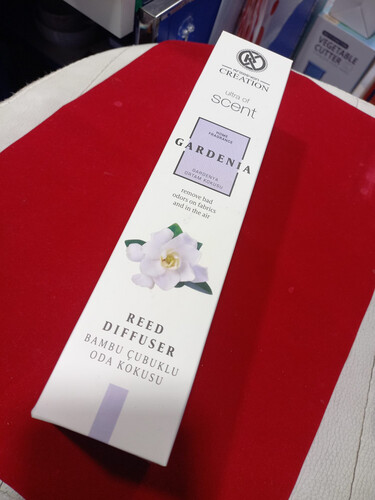 CREATION
ultra of
scent
HOME
FRAGRANCE
GARDENIA
GARDENYA
ORTAM KOKUSU
remove bad
odors on fabrics
and in the air
REED
DIFFUSER
BAMBU ÇUBUKLU
ODA KOKUSU
VEGETABLE
CUTTER